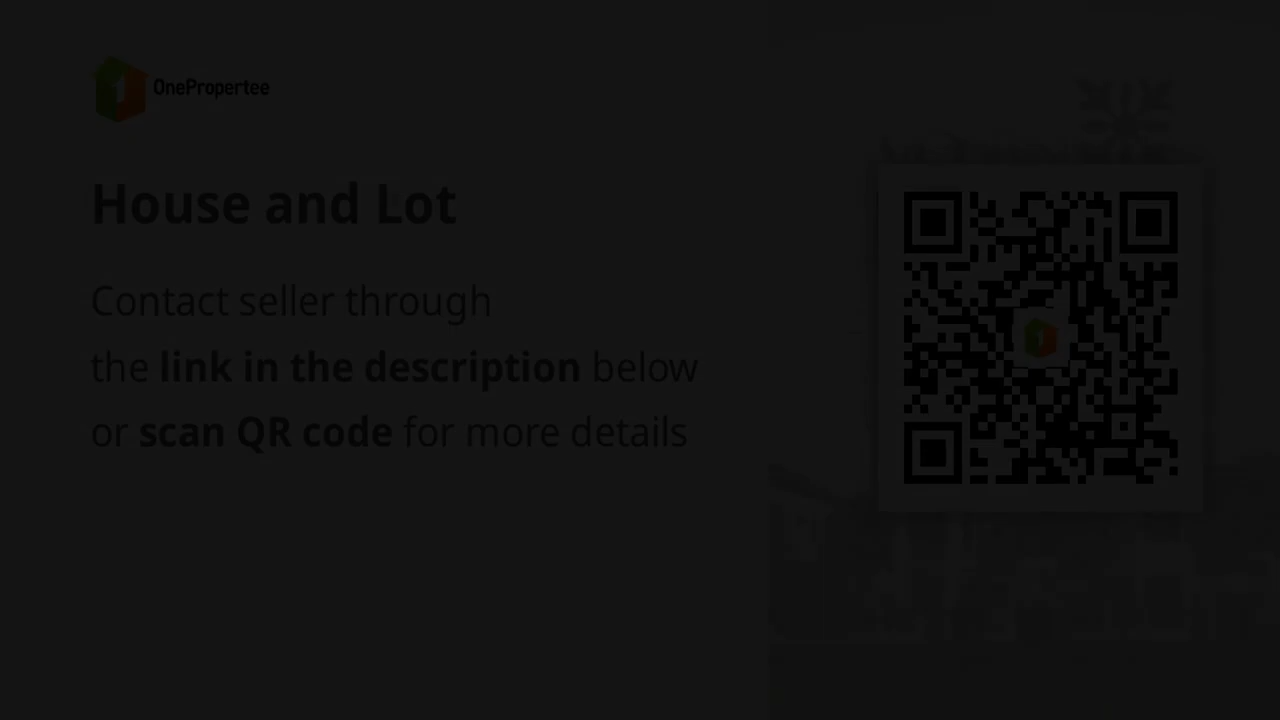 OnePropertee
House and Lot
Contact seller through
the link in the description below
or scan QR code for more details